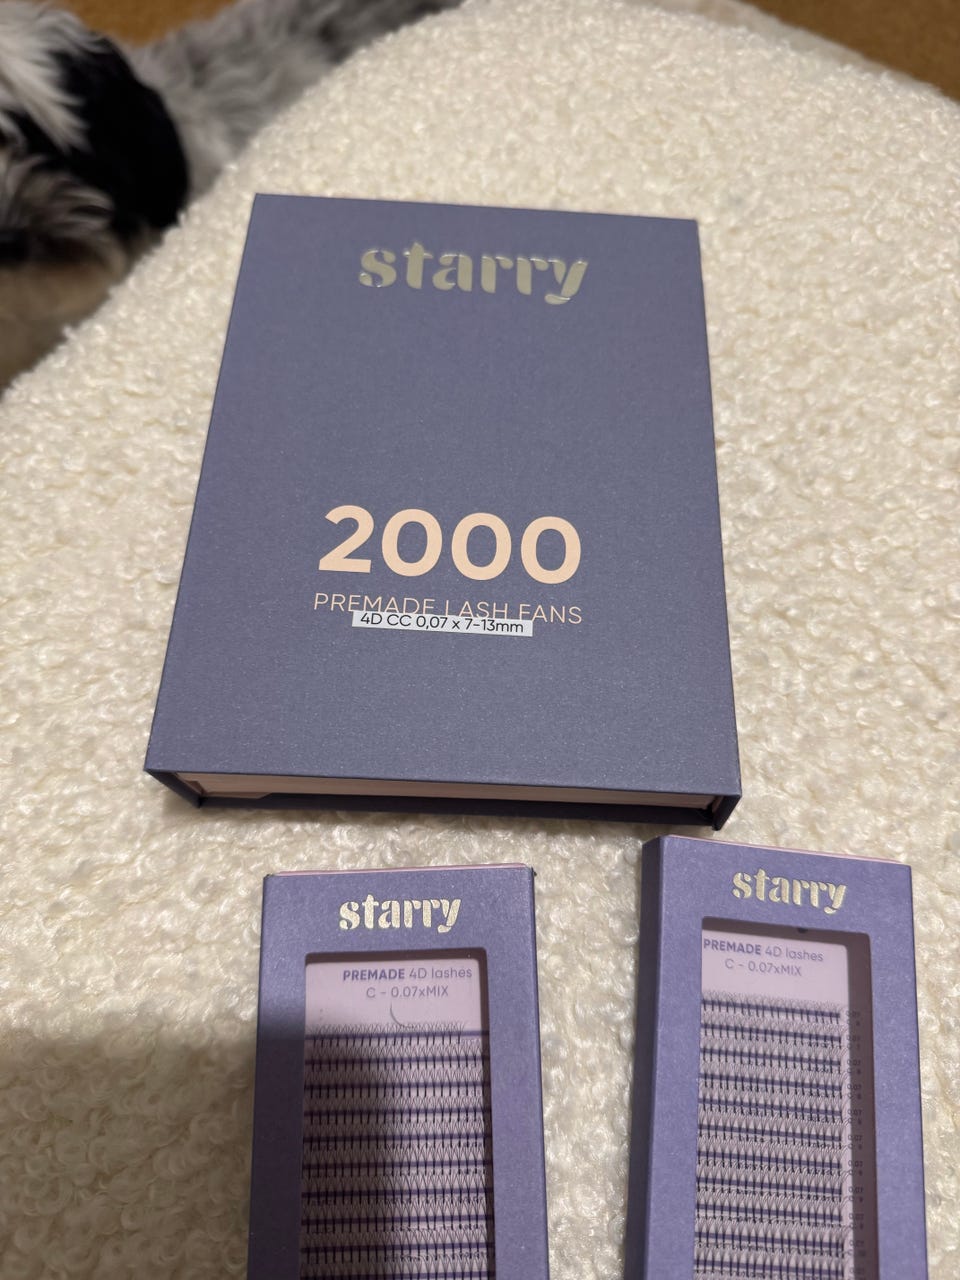 starry
2000
PREMADE LASH FANS
4D CC 0,07 x 7-13mm
starry
PREMADE 4D lashes
C - 0.07xMIX
starry
PREMADE 4D lashes
C - 0.07xMIX